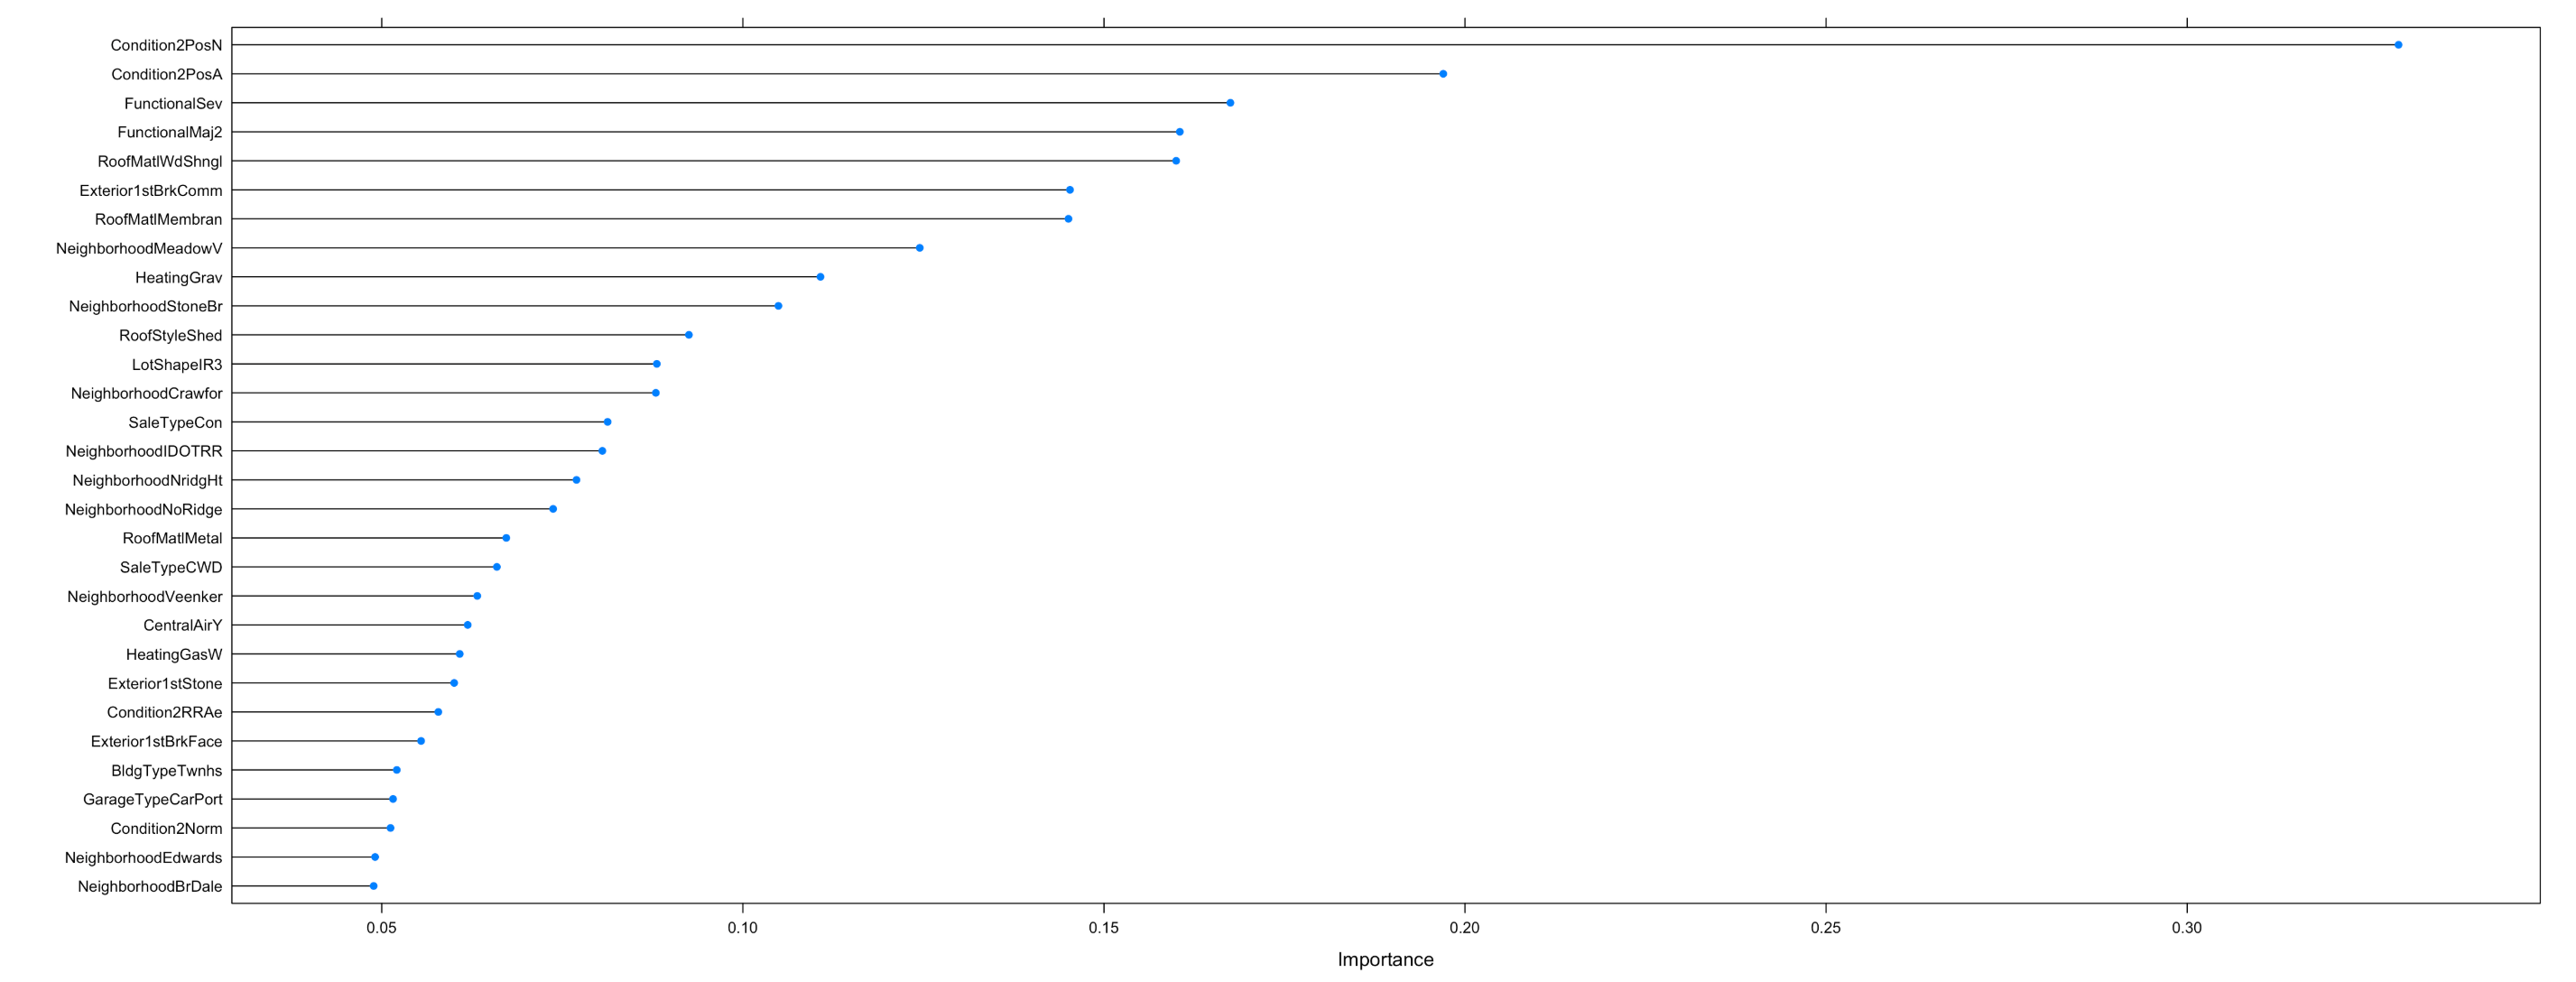 Condition2PosN
Condition2PosA
FunctionalSev
FunctionalMaj2
RoofMatlWdShngl
Exterior1stBrkComm
RoofMatlMembran
NeighborhoodMeadowV
HeatingGrav
NeighborhoodStoneBr
RoofStyleShed
LotShapeIR3
NeighborhoodCrawfor
SaleTypeCon
NeighborhoodIDOTRR
NeighborhoodNridgHt
NeighborhoodNoRidge
RoofMatlMetal
SaleTypeCWD
NeighborhoodVeenker
CentralAirY
HeatingGasW
Exterior1stStone
Condition2RRAe
Exterior1stBrkFace
BldgTypeTwnhs
GarageTypeCarPort
Condition2Norm
NeighborhoodEdwards
NeighborhoodBrDale
0.05 0.10 0.15 0.20 0.25 0.30
Importance